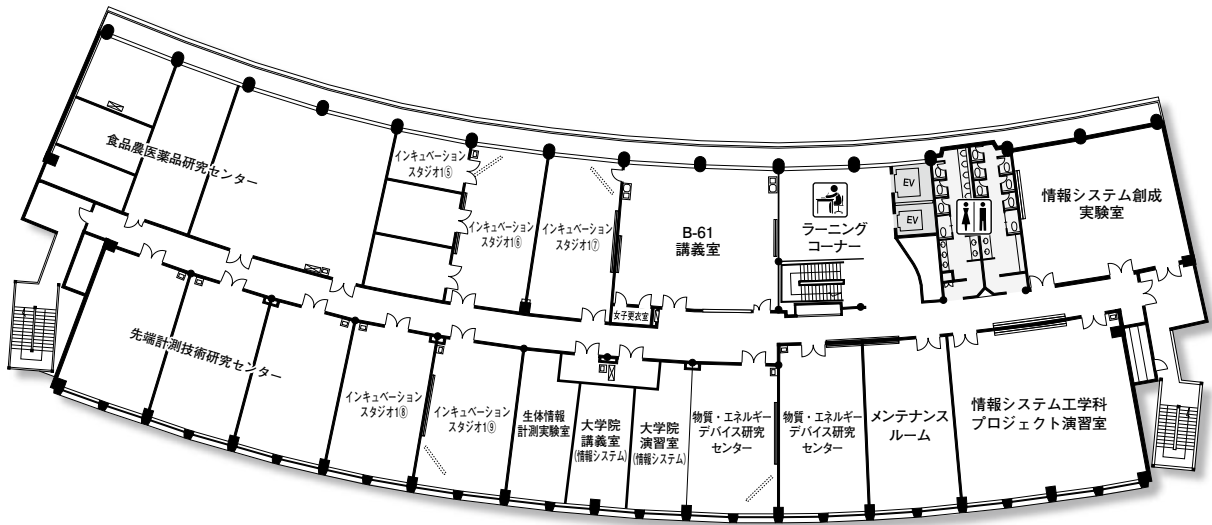 食品農医薬品研究センター
インキュベーション
スタジオ1⑤
インキュベーション
スタジオ1⑥
インキュベーション
スタジオ1⑦
B-61
講義室
女子更衣室
ラーニング
コーナー
EV
EV
情報システム創成
実験室
先端計測技術研究センター
インキュベーション
スタジオ1⑧
インキュベーション
スタジオ1⑨
生体情報
計測実験室
大学院
講義室
(情報システム)
大学院
演習室
(情報システム)
物質・エネルギー
デバイス研究
センター
物質・エネルギー
デバイス研究
センター
メンテナンス
ルーム
情報システム工学科
プロジェクト演習室